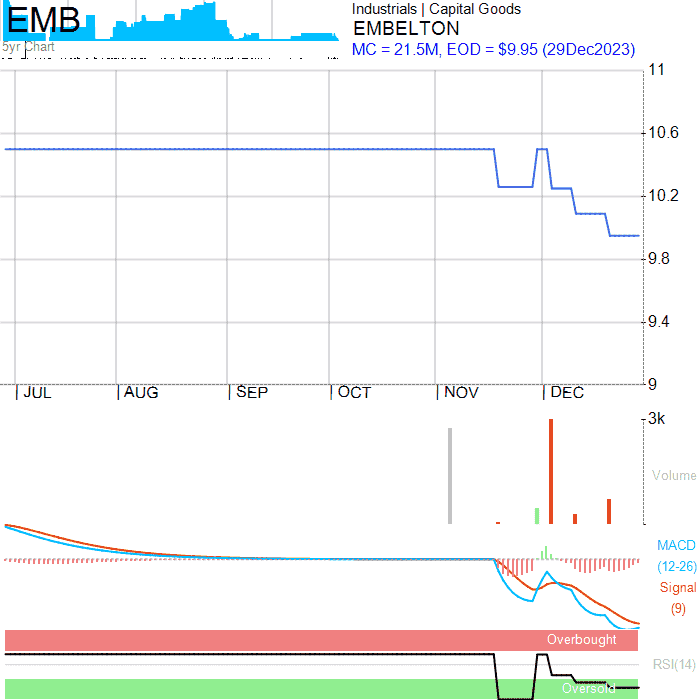 EMB
5yr Chart
Industrials | Capital Goods
EMBELTON
MC = 21.5M, EOD = $9.95 (29Dec2023)
11
10.6
10.2
9.8
9.4
9
JUL
AUG
SEP
OCT
NOV
DEC
3k
Volume
MACD
(12-26)
Signal
(9)
Overbought
RSI(14)
Oversold